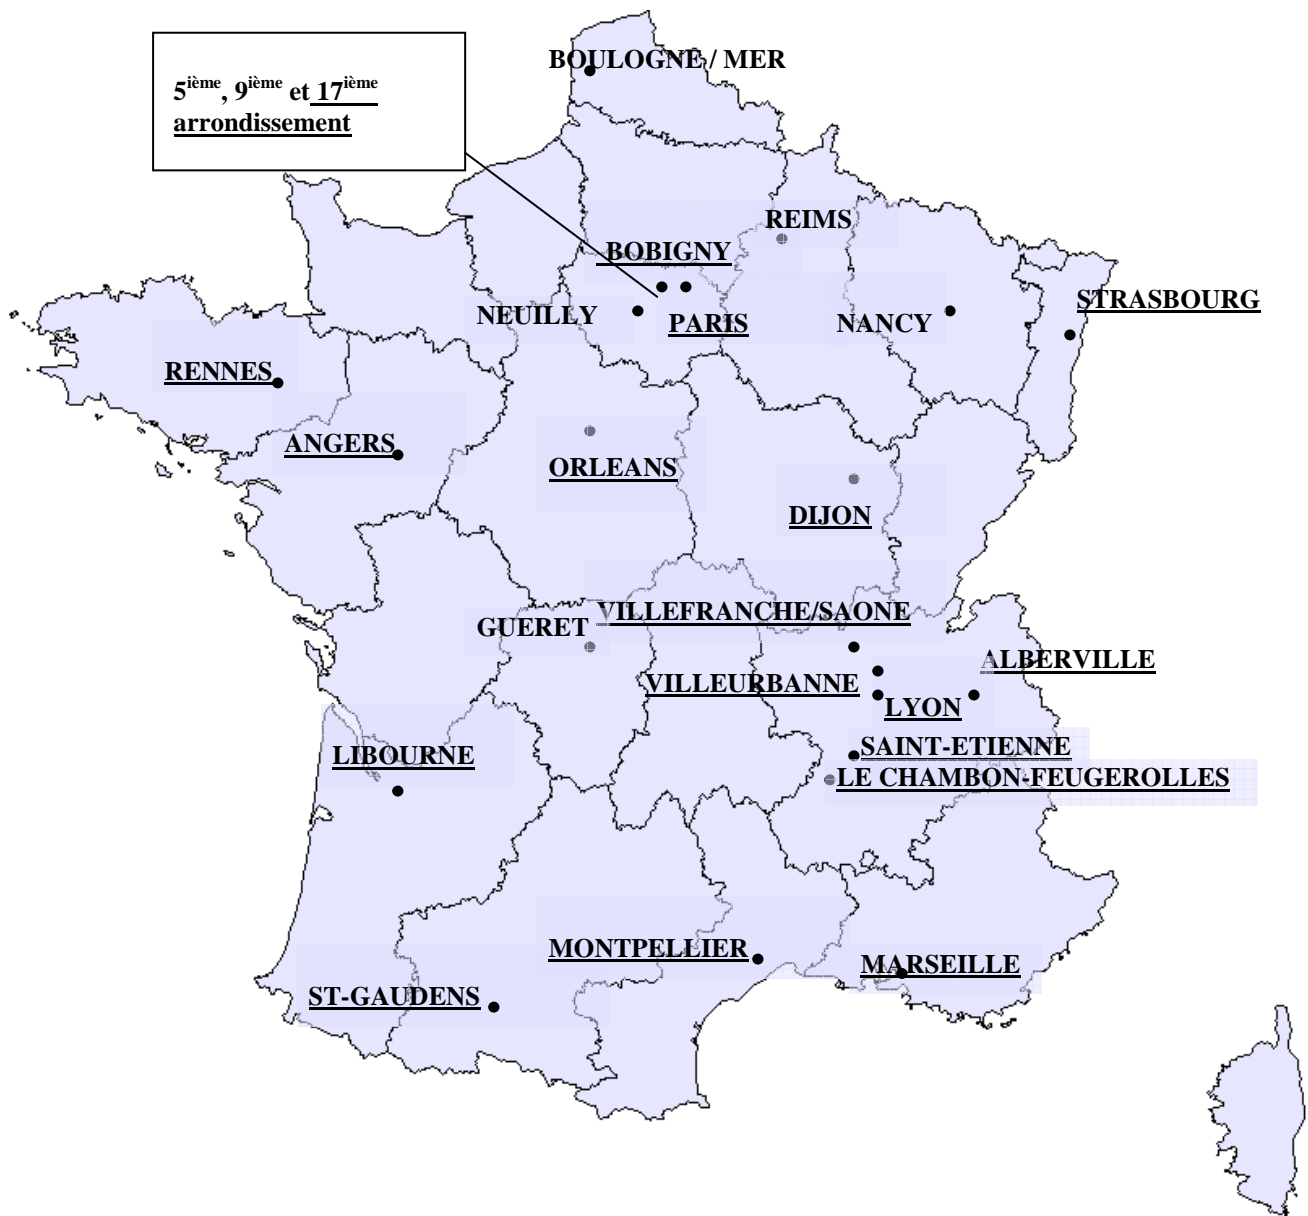 BOULOGNE / MER
5ième, 9ième et 17ième
arrondissement
REIMS
BOBIGNY
STRASBOURG
NEUILLY
PARIS
NANCY
RENNES
ANGERS
ORLEANS
DIJON
VILLEFRANCHE/SAONE
GUERET
ALBERVILLE
VILLEURBANNE
LYON
SAINT-ETIENNE
LIBOURNE
LE CHAMBON-FEUGEROLLES
MONTPELLIER
MARSEILLE
ST-GAUDENS